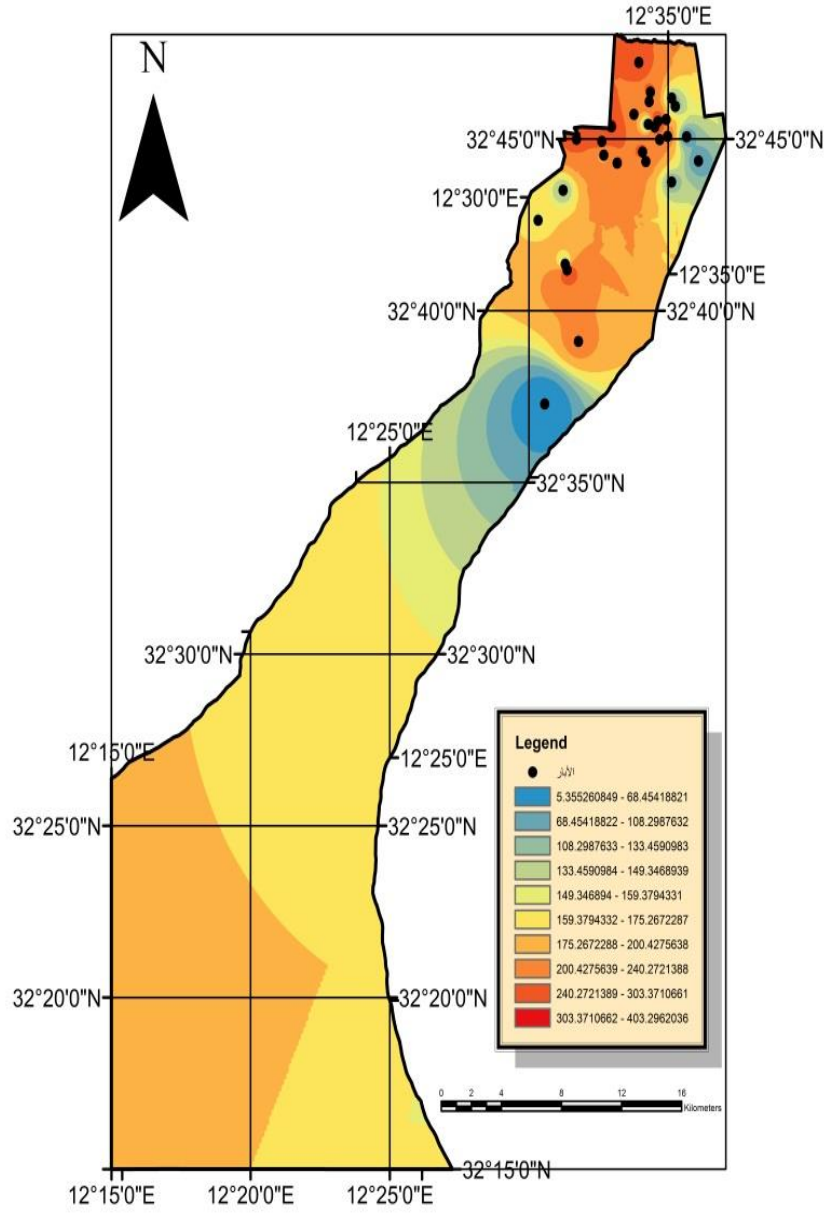 12°35'0"E
N
32°45'0"N
32°45'0"N
12°30'0"E
12°35'0"E
32°40'0"N
32°40'0"N
12°25'0"E
32°35'0"N
32°30'0"N
32°30'0"N
12°15'0"E
12°25'0"E
32°25'0"N
32°25'0"N
32°20'0"N
32°20'0"N
32°15'0"N
12°15'0"E
12°20'0"E
12°25'0"E
Legend
الآبار
5.355260849 - 68.45418821
68.45418822 - 108.2987632
108.2987633 - 133.4590983
133.4590984 - 149.3468939
149.346894 - 159.3794331
159.3794332 - 175.2672287
175.2672288 - 200.4275638
200.4275639 - 240.2721388
240.2721389 - 303.3710661
303.3710662 - 403.2962036
0 2 4 8 12 16
Kilometers